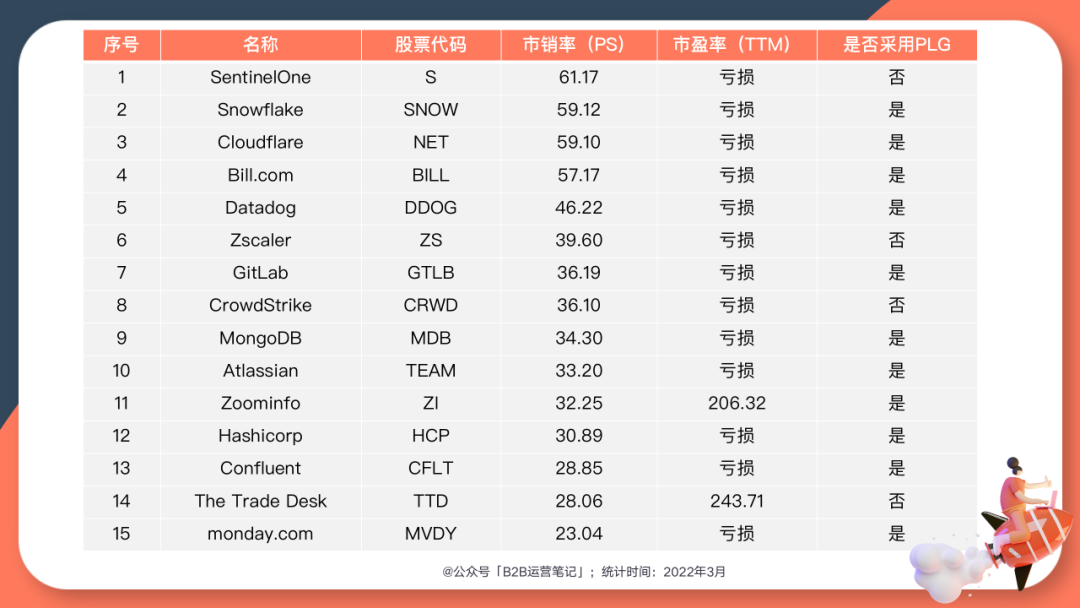 序号 名称 股票代码 市销率（PS） 市盈率（TTM） 是否采用PLG
1 SentinelOne S 61.17 亏损 否
2 Snowflake SNOW 59.12 亏损 是
3 Cloudflare NET 59.10 亏损 是
4 Bill.com BILL 57.17 亏损 是
5 Datadog DDOG 46.22 亏损 是
6 Zscaler ZS 39.60 亏损 否
7 GitLab GTLB 36.19 亏损 是
8 CrowdStrike CRWD 36.10 亏损 否
9 MongoDB MDB 34.30 亏损 是
10 Atlassian TEAM 33.20 亏损 是
11 Zoominfo ZI 32.25 206.32 是
12 Hashicorp HCP 30.89 亏损 是
13 Confluent CFLT 28.85 亏损 是
14 The Trade Desk TTD 28.06 243.71 否
15 monday.com MVDY 23.04 亏损 是
@公众号「B2B运营笔记」；统计时间：2022年3月